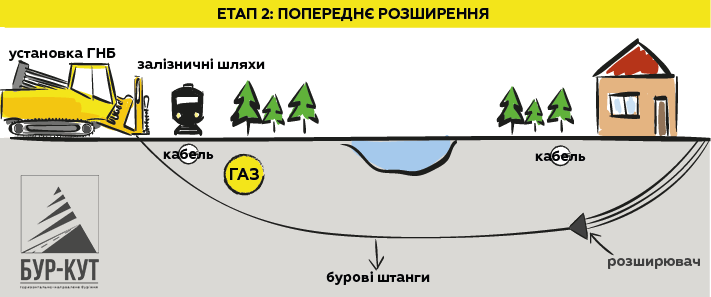 ЕТАП 2: ПОПЕРЕДНЄ РОЗШИРЕННЯ
установка ГНБ
залізничні шляхи
кабель
ГАЗ
кабель
БУР-КУТ
горизонтально-направлене буріння
бурові штанги
розширювач